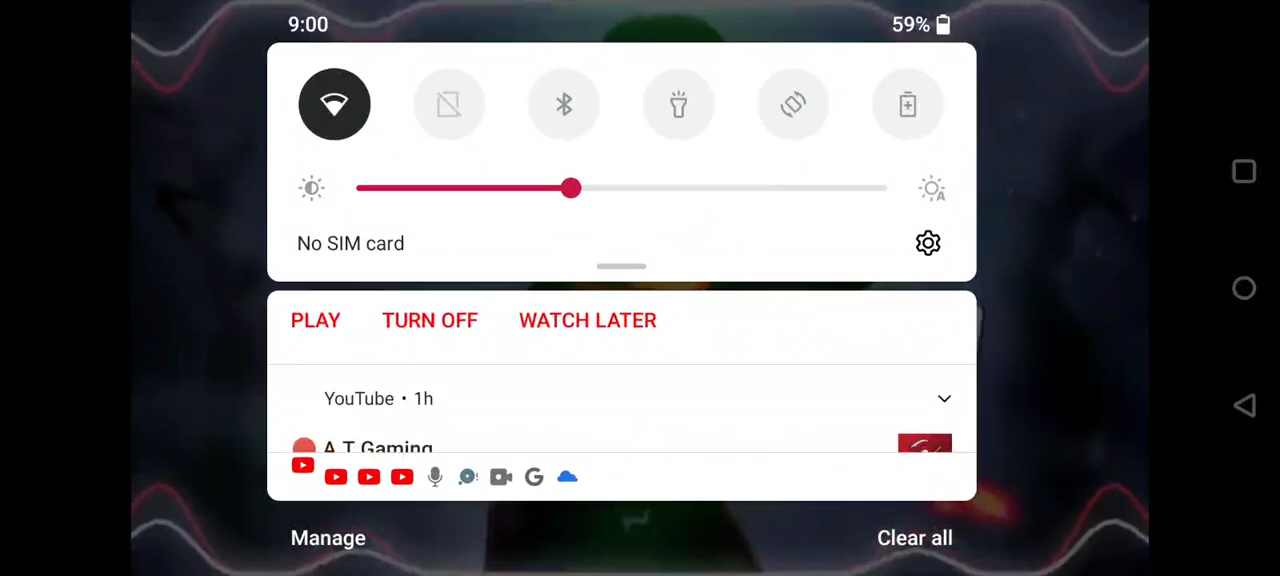 9:00
59%
No SIM card
PLAY TURN OFF WATCH LATER
YouTube • 1h
A T Gaming
Manage
Clear all